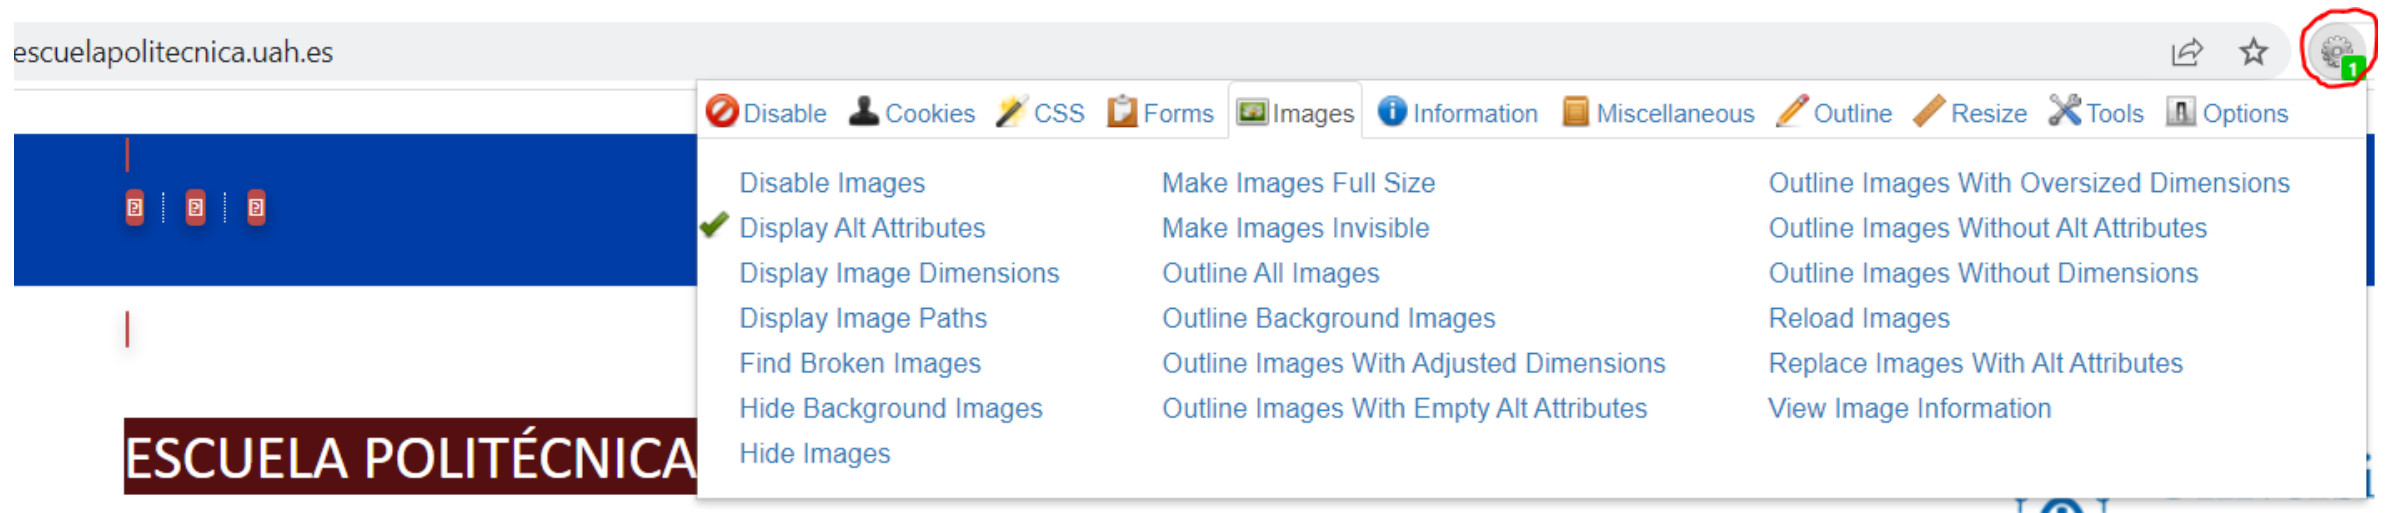 escuelapolitecnica.uah.es
1
Disable Cookies CSS Forms Images Information Miscellaneous Outline Resize Tools Options
Disable Images Make Images Full Size Outline Images With Oversized Dimensions
Display Alt Attributes Make Images Invisible Outline Images Without Alt Attributes
Display Image Dimensions Outline All Images Outline Images Without Dimensions
Display Image Paths Outline Background Images Reload Images
Find Broken Images Outline Images With Adjusted Dimensions Replace Images With Alt Attributes
Hide Background Images Outline Images With Empty Alt Attributes View Image Information
Hide Images
ESCUELA POLITÉCNICA